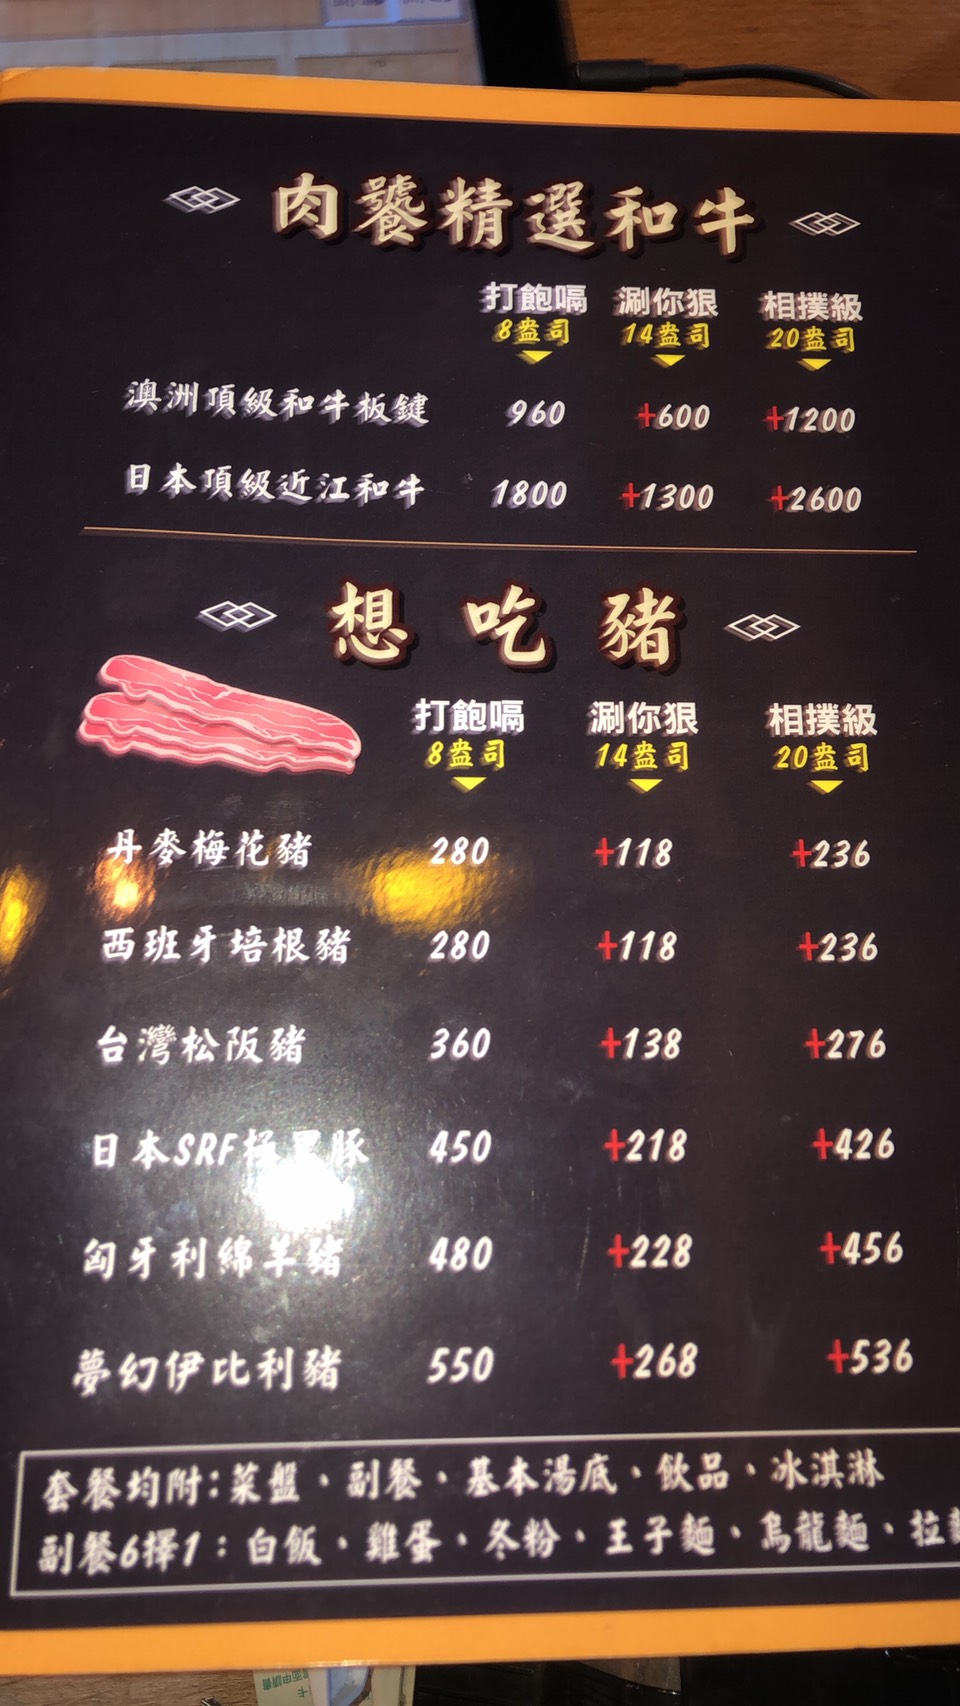 肉饕精選和牛
打飽嗝 涮你狠 相撲級
8盎司 14盎司 20盎司
澳洲頂級和牛板鍵 960 +600 +1200
日本頂級近江和牛 1800 +1300 +2600
想吃豬
打飽嗝 涮你狠 相撲級
8盎司 14盎司 20盎司
丹麥梅花豬 280 +118 +236
西班牙培根豬 280 +118 +236
台灣松阪豬 360 +138 +276
日本SRF極黑豚 450 +218 +426
匈牙利綿羊豬 480 +228 +456
夢幻伊比利豬 550 +268 +536
套餐均附:菜盤、副餐、基本湯底、飲品、冰淇淋
副餐6擇1:白飯、雞蛋、冬粉、王子麵、烏龍麵、拉